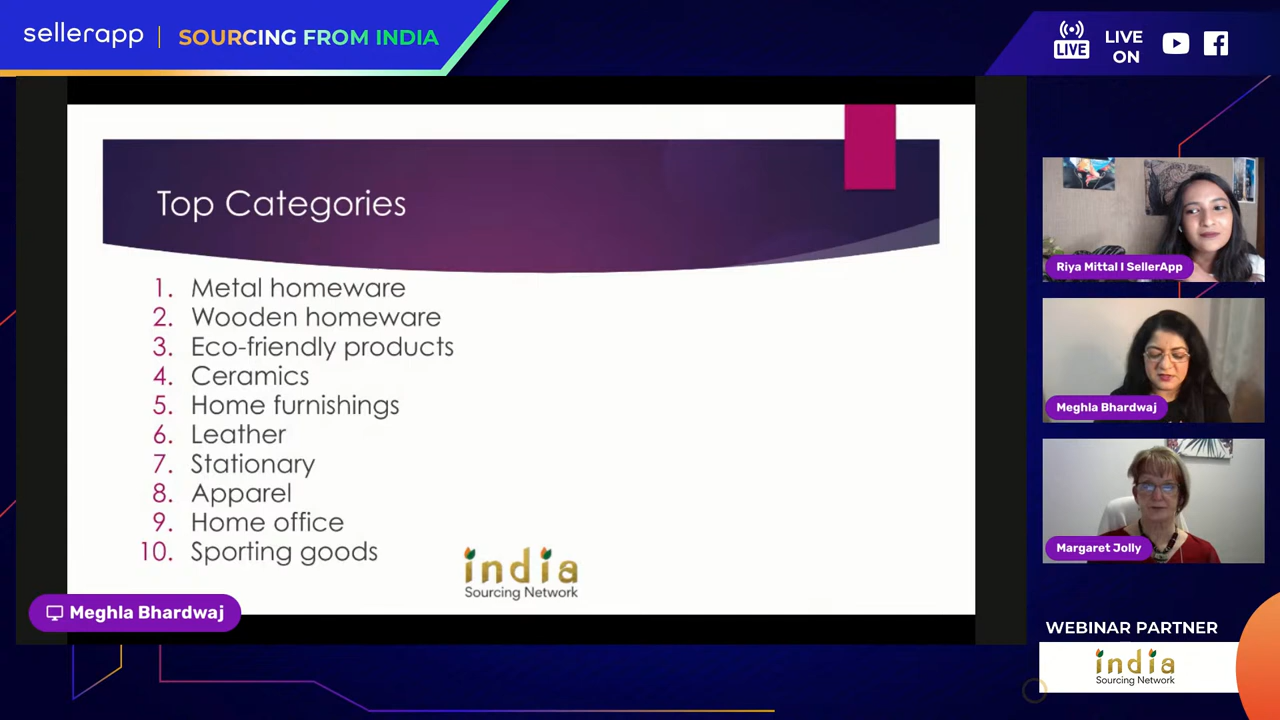 sellerapp
SOURCING FROM INDIA
LIVE
LIVE
ON
Top Categories
1. Metal homeware
2. Wooden homeware
3. Eco-friendly products
4. Ceramics
5. Home furnishings
6. Leather
7. Stationary
8. Apparel
9. Home office
10. Sporting goods
india
Sourcing Network
Meghla Bhardwaj
Riya Mittal I SellerApp
Meghla Bhardwaj
Margaret Jolly
WEBINAR PARTNER
india
Sourcing Network